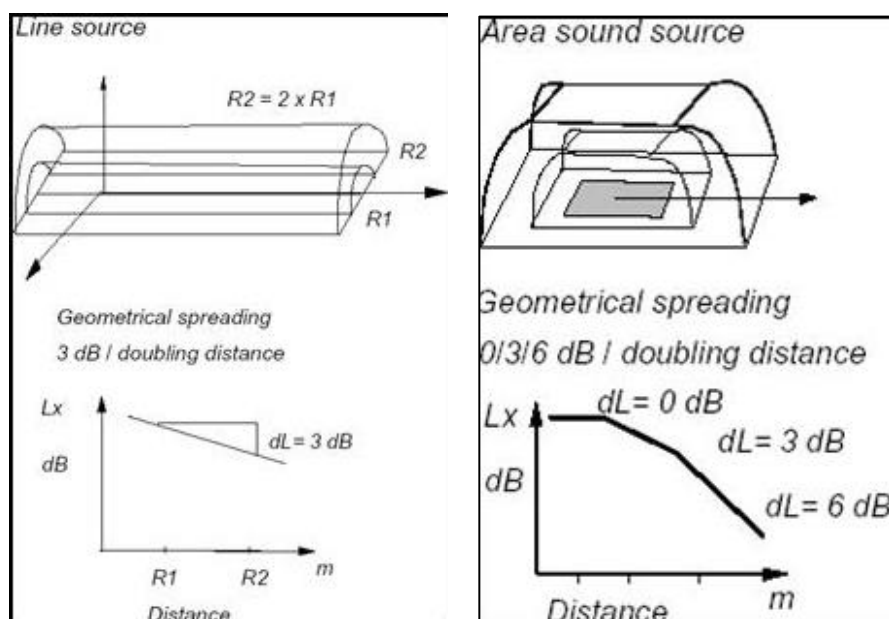 Line source
R2 = 2 x R1
R2
R1
Geometrical spreading
3 dB / doubling distance
Lx
dB
dL= 3 dB
R1
R2
m
Distance
Area sound source
Geometrical spreading
0/3/6 dB / doubling distance
Lx
dB
dL= 0 dB
dL= 3 dB
dL= 6 dB
m
Distance